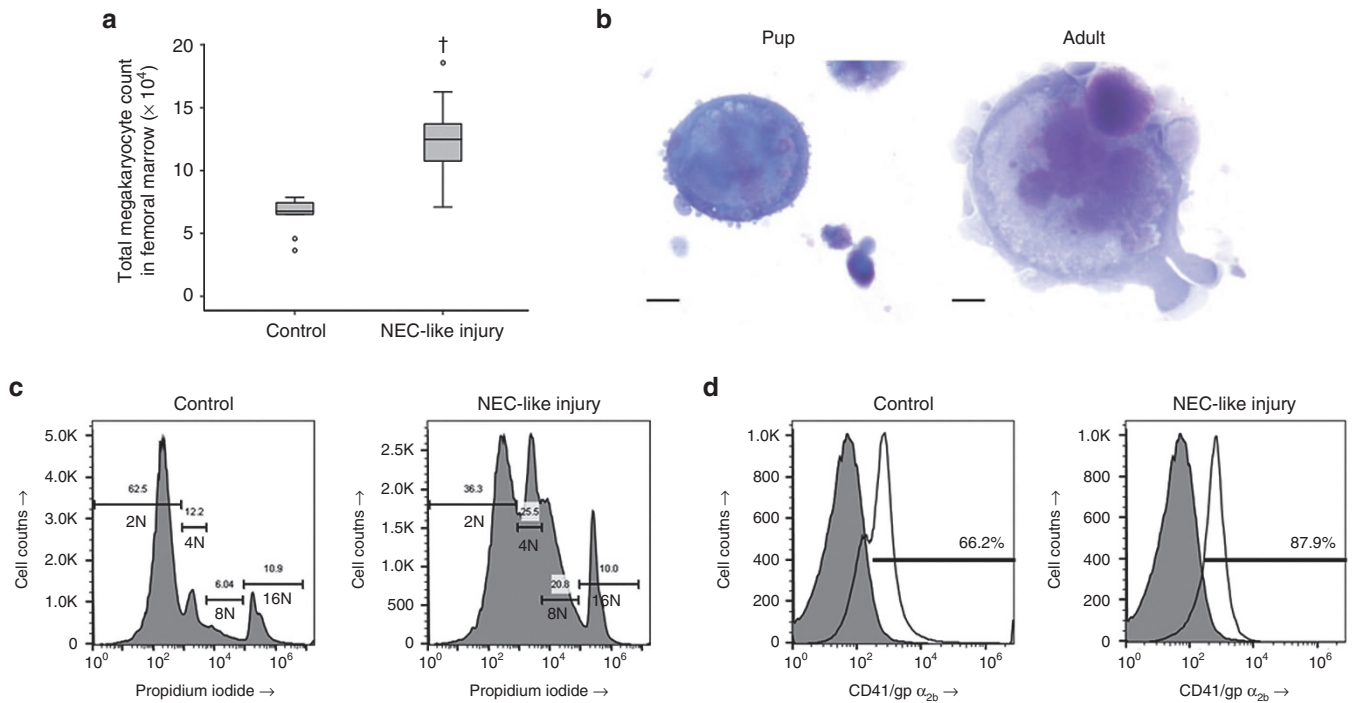 a
Total megakaryocyte count
in femoral marrow (× 10⁴)
20
15
10
5
0
†
Control
NEC-like injury
b
Pup
Adult
c
Control
Cell coutns →
5.0K
4.0K
3.0K
2.0K
1.0K
0
62.5
2N
12.2
4N
6.04
8N
10.9
16N
10⁰ 10² 10⁴ 10⁶
Propidium iodide →
NEC-like injury
Cell coutns →
2.5K
2.0K
1.5K
1.0K
500
0
36.3
2N
25.5
4N
20.8
8N
10.0
16N
10⁰ 10² 10⁴ 10⁶
Propidium iodide →
d
Control
Cell coutns →
1.0K
800
600
400
200
0
66.2%
10⁰ 10² 10⁴ 10⁶
CD41/gp α₂b →
NEC-like injury
Cell coutns →
1.0K
800
600
400
200
0
87.9%
10⁰ 10² 10⁴ 10⁶
CD41/gp α₂b →